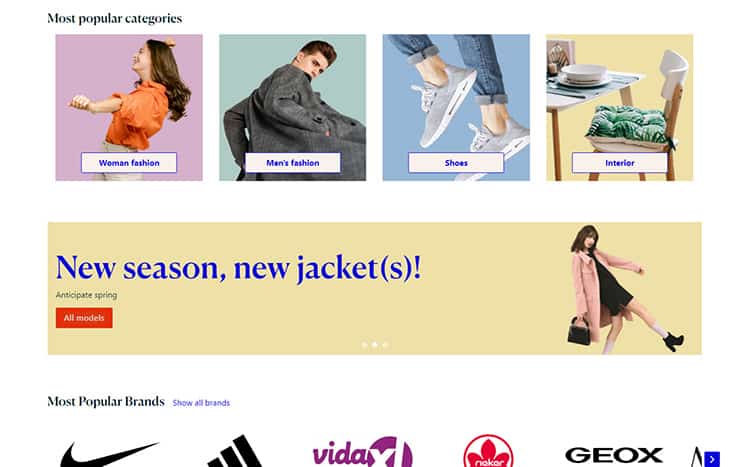 Most popular categories
Woman fashion
Men's fashion
Shoes
Interior
New season, new jacket(s)!
Anticipate spring
All models
Most Popular Brands Show all brands
vidaXL
GEOX